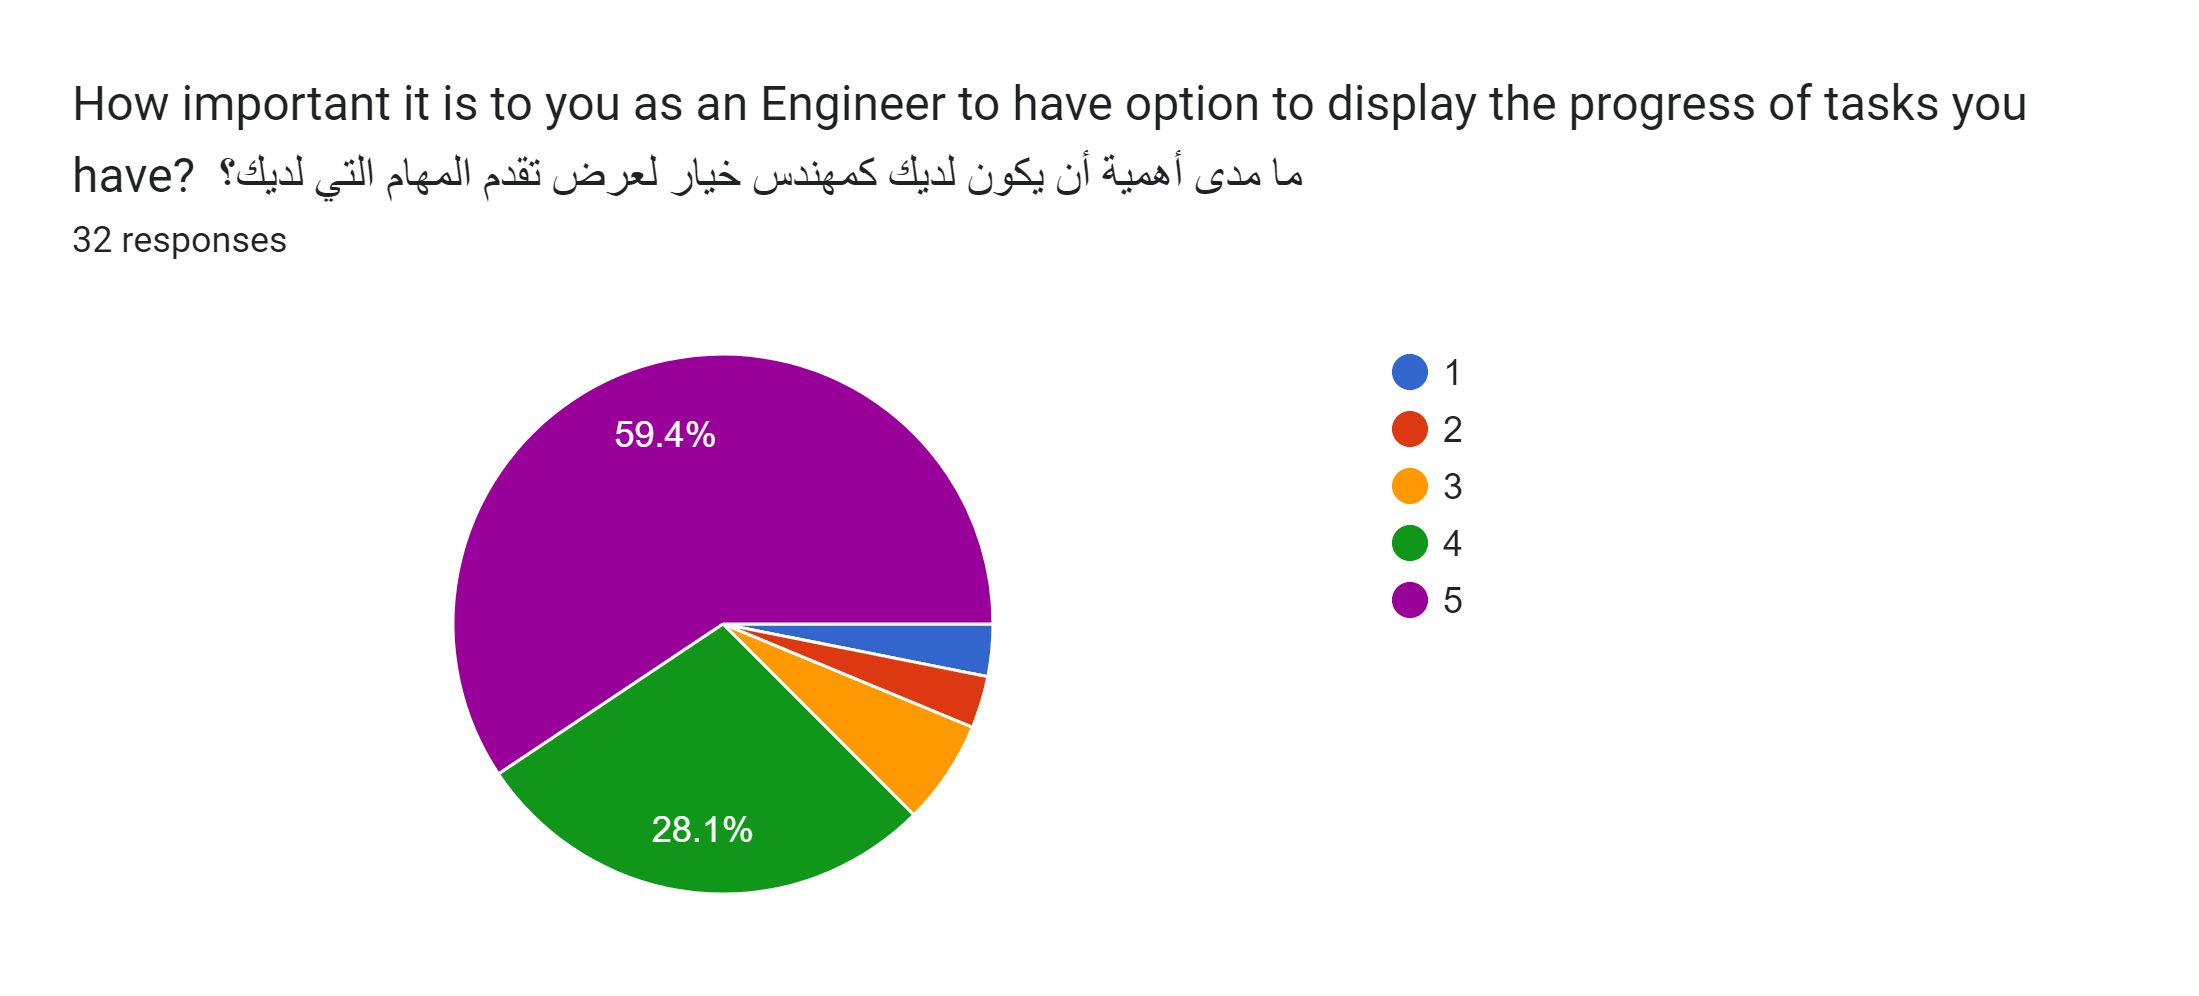 How important it is to you as an Engineer to have option to display the progress of tasks you
have? ما مدى أهمية أن يكون لديك كمهندس خيار لعرض تقدم المهام التي لديك؟
32 responses
59.4%
28.1%
1
2
3
4
5